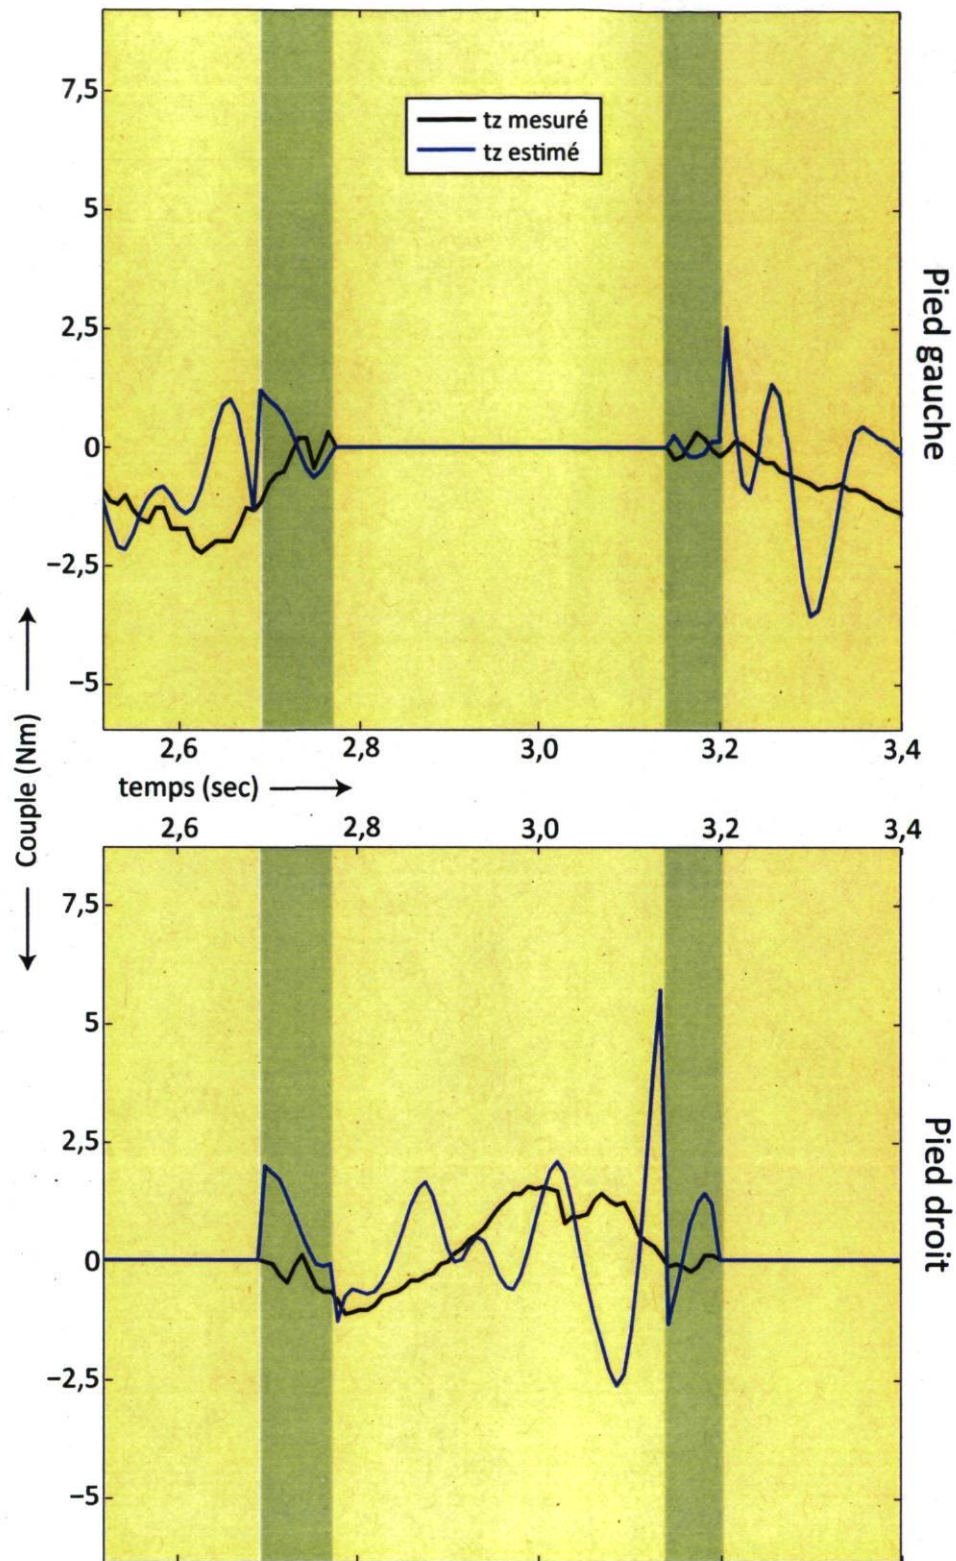 7,5
tz mesuré
tz estimé
5
2,5
0
−2,5
−5
Pied gauche
2,6 2,8 3,0 3,2 3,4
temps (sec)
Couple (Nm)
2,6 2,8 3,0 3,2 3,4
7,5
5
2,5
0
−2,5
−5
Pied droit